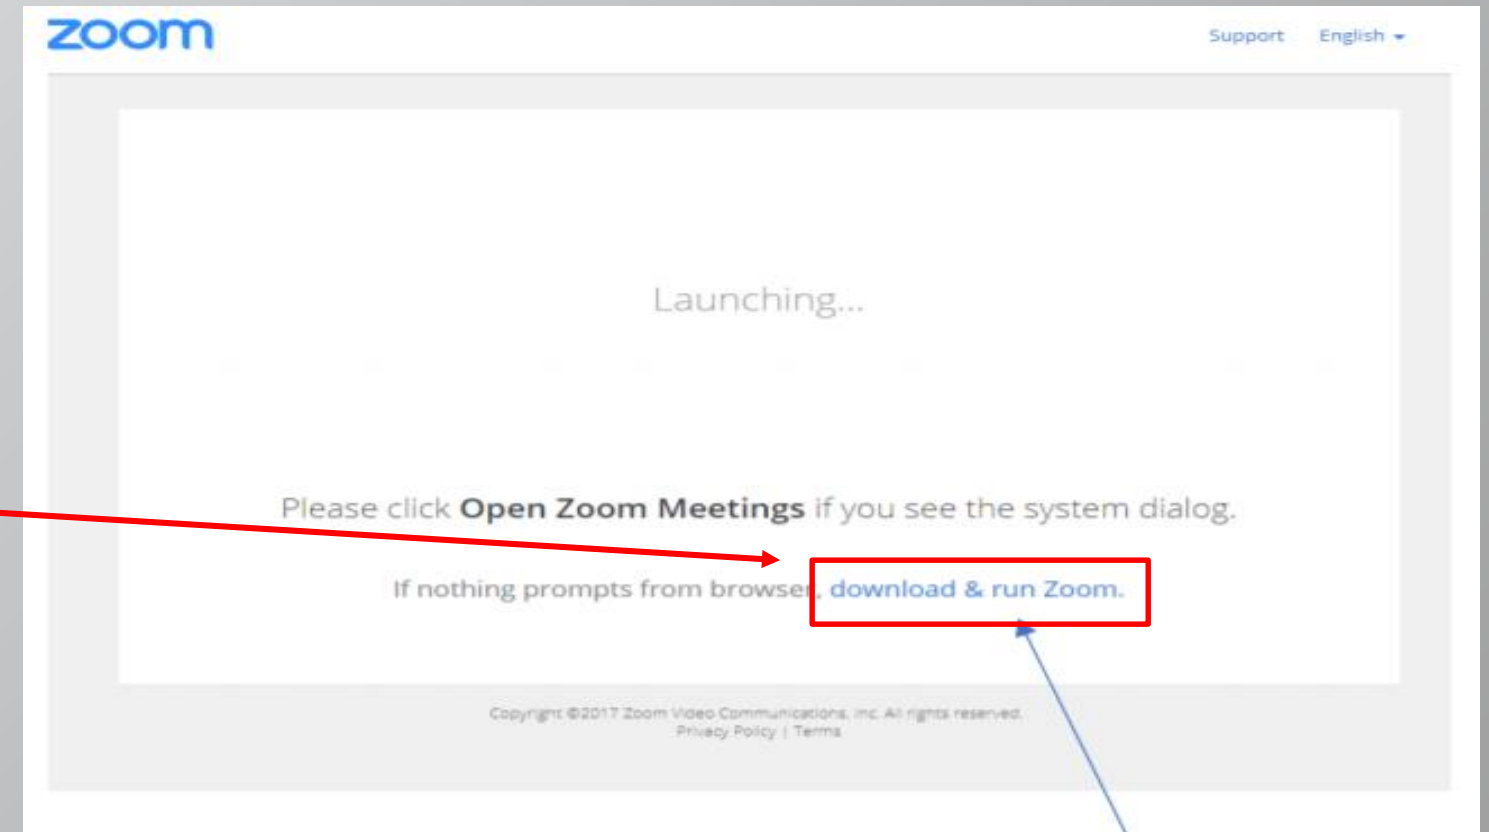 zoom
Support English
Launching...
Please click Open Zoom Meetings if you see the system dialog.
If nothing prompts from browser, download & run Zoom.
Copyright ©2017 Zoom Video Communications, Inc. All rights reserved.
Privacy Policy | Terms